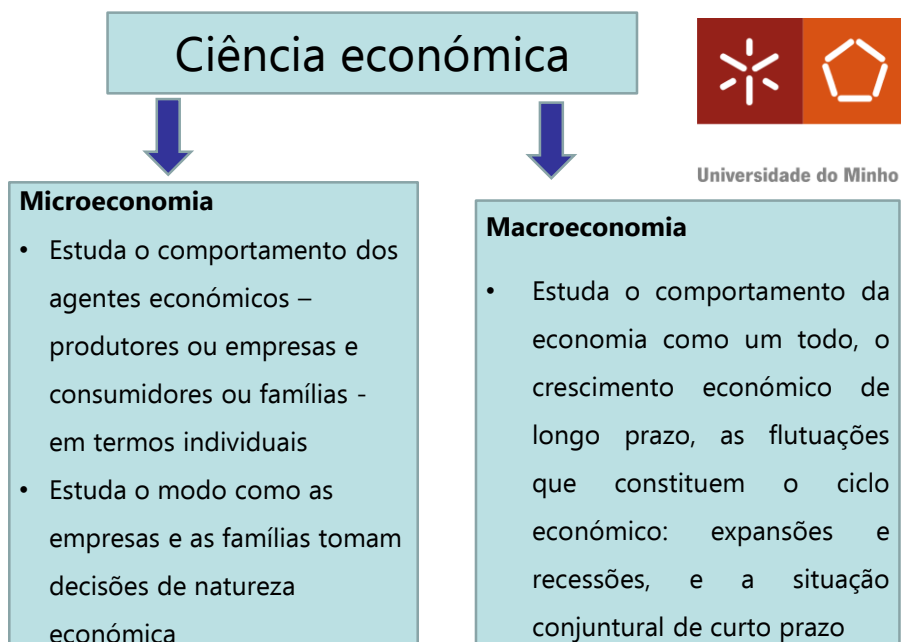 Ciência económica
Universidade do Minho
Microeconomia
• Estuda o comportamento dos
agentes económicos –
produtores ou empresas e
consumidores ou famílias -
em termos individuais
• Estuda o modo como as
empresas e as famílias tomam
decisões de natureza
económica
Macroeconomia
• Estuda o comportamento da
economia como um todo, o
crescimento económico de
longo prazo, as flutuações
que constituem o ciclo
económico: expansões e
recessões, e a situação
conjuntural de curto prazo